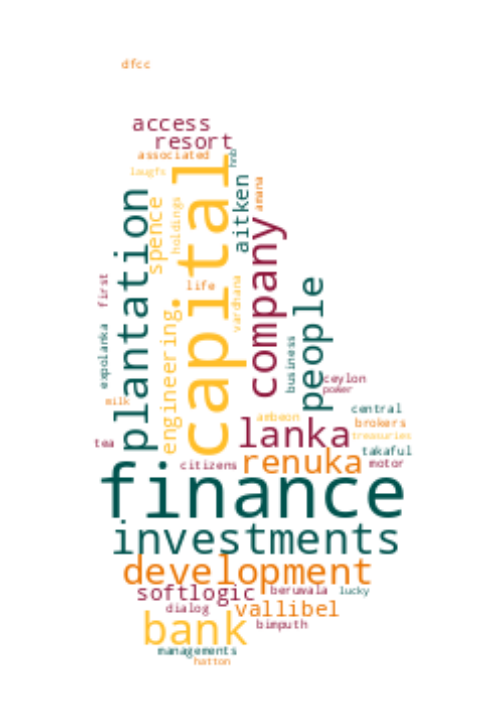 dfcc
access
resort
associated
laugfs
hnb
capital
plantation
spence
holdings
aitken
amana
company
life
vardhana
first
people
engineering.
expolanka
business
ceylon
power
milk
ambeon
central
lanka
brokers
treasuries
tea
takaful
citizens
renuka
motor
finance
investments
development
softlogic
beruwala
lucky
dialog
vallibel
bank
bimputh
managements
hatton